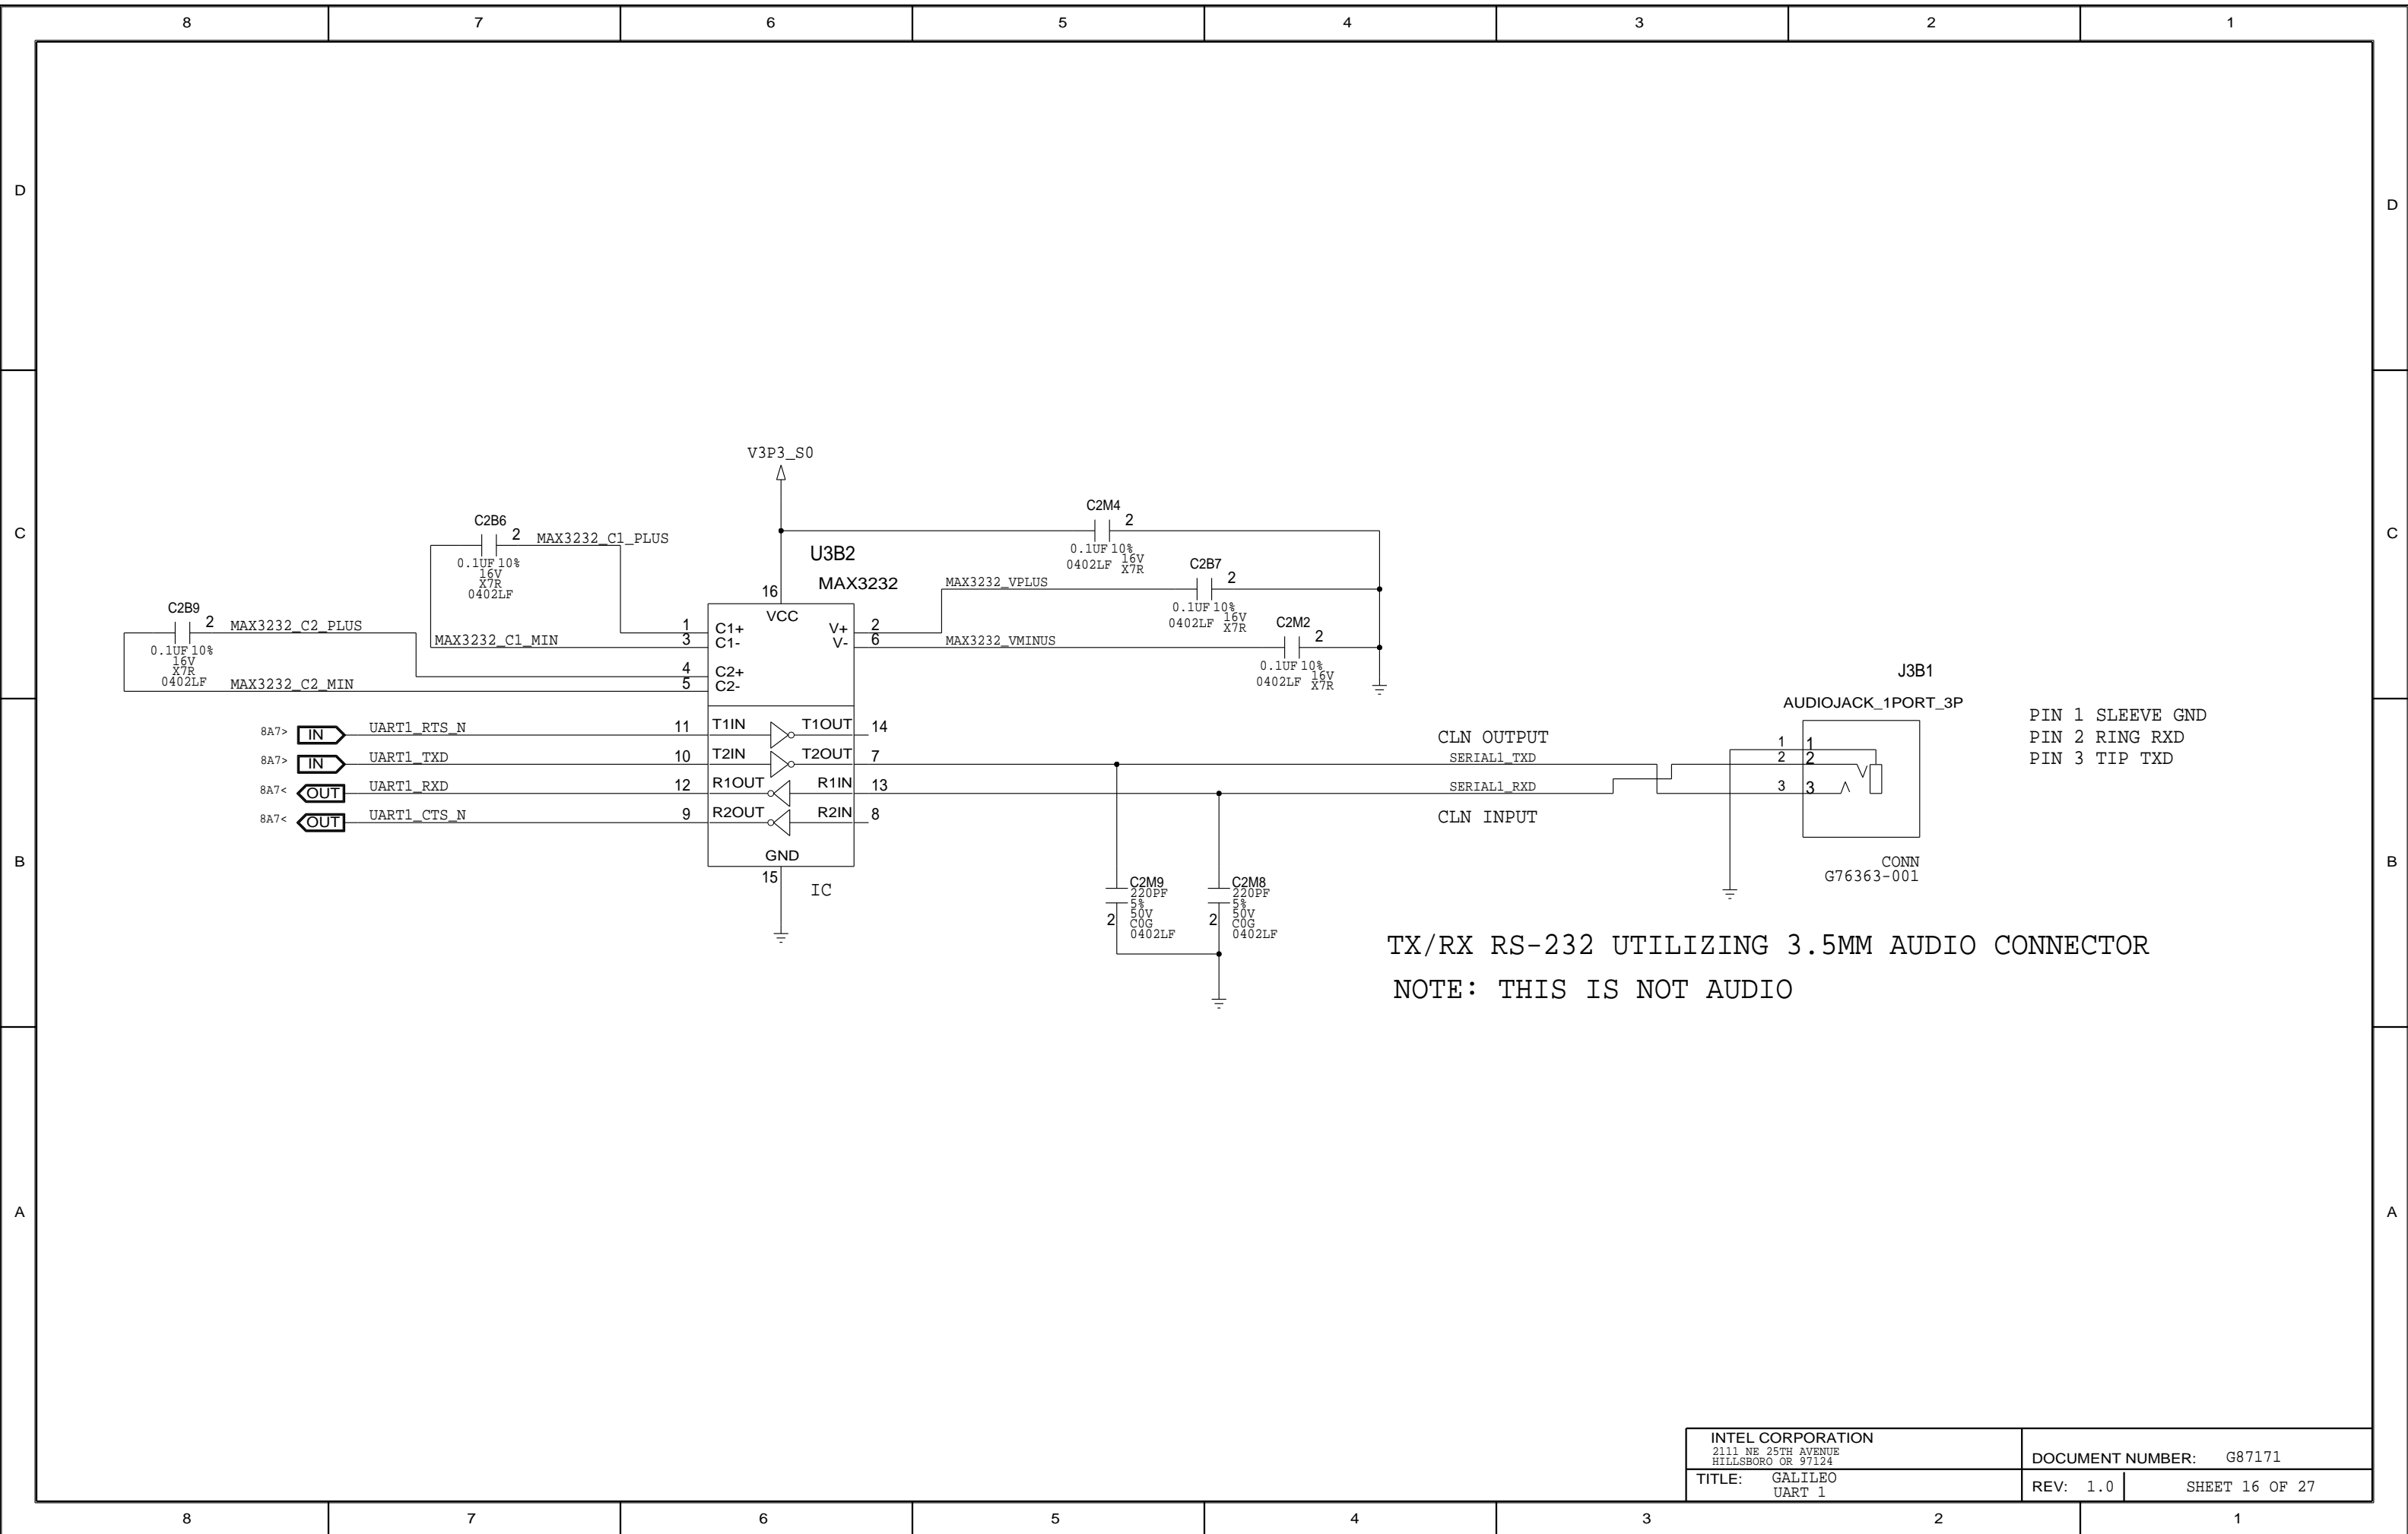 8 7 6 5 4 3 2 1
D D
V3P3_S0
C2M4
2
0.1UF 10%
0402LF 16V
X7R
C C
C2B6
2 MAX3232_C1_PLUS
0.1UF 10%
16V
X7R
0402LF
U3B2
MAX3232
C2B7
2
MAX3232_VPLUS
0.1UF 10%
0402LF 16V
X7R
C2B9
2 MAX3232_C2_PLUS
0.1UF 10%
16V
X7R
0402LF
MAX3232_C1_MIN
MAX3232_C2_MIN
16
VCC
1 C1+ V+ 2
3 C1- V- 6
4 C2+
5 C2-
MAX3232_VMINUS
C2M2
2
0.1UF 10%
0402LF 16V
X7R
8A7> IN UART1_RTS_N 11 T1IN T1OUT 14
8A7> IN UART1_TXD 10 T2IN T2OUT 7
8A7< OUT UART1_RXD 12 R1OUT R1IN 13
8A7< OUT UART1_CTS_N 9 R2OUT R2IN 8
GND
15
IC
CLN OUTPUT
SERIAL1_TXD
SERIAL1_RXD
CLN INPUT
J3B1
AUDIOJACK_1PORT_3P
1 1
2 2
3 3
CONN
G76363-001
PIN 1 SLEEVE GND
PIN 2 RING RXD
PIN 3 TIP TXD
B B
C2M9
220PF
5%
50V
C0G
0402LF
2
C2M8
220PF
5%
50V
C0G
0402LF
2
TX/RX RS-232 UTILIZING 3.5MM AUDIO CONNECTOR
NOTE: THIS IS NOT AUDIO
A A
INTEL CORPORATION
2111 NE 25TH AVENUE
HILLSBORO OR 97124
DOCUMENT NUMBER: G87171
TITLE: GALILEO
UART 1
REV: 1.0 SHEET 16 OF 27
8 7 6 5 4 3 2 1